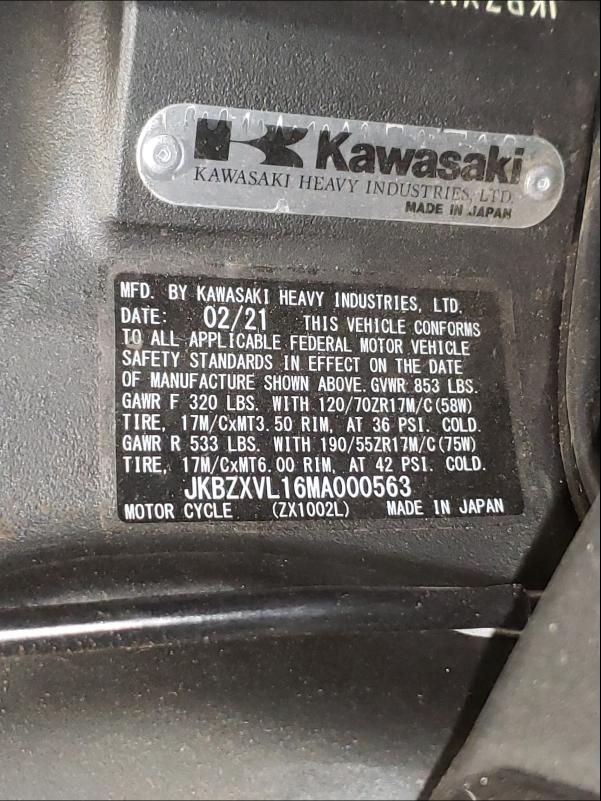 Kawasaki
KAWASAKI HEAVY INDUSTRIES, LTD.
MADE IN JAPAN
MFD. BY KAWASAKI HEAVY INDUSTRIES, LTD.
DATE: 02/21 THIS VEHICLE CONFORMS
TO ALL APPLICABLE FEDERAL MOTOR VEHICLE
SAFETY STANDARDS IN EFFECT ON THE DATE
OF MANUFACTURE SHOWN ABOVE. GVWR 853 LBS.
GAWR F 320 LBS. WITH 120/70ZR17M/C(58W)
TIRE, 17M/CxMT3.50 RIM, AT 36 PSI. COLD.
GAWR R 533 LBS. WITH 190/55ZR17M/C(75W)
TIRE, 17M/CxMT6.00 RIM, AT 42 PSI. COLD.
JKBZXVL16MA000563
MOTOR CYCLE (ZX1002L) MADE IN JAPAN